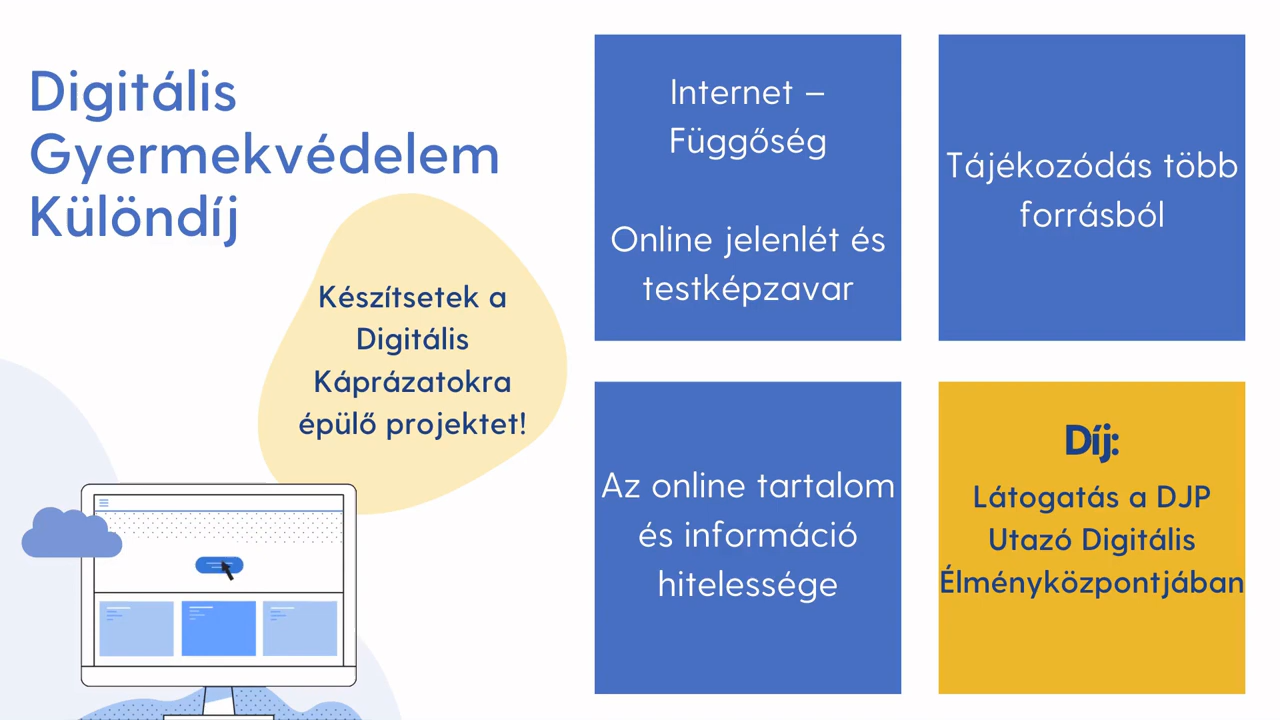 Digitális
Gyermekvédelem
Különdíj
Készítsetek a
Digitális
Káprázatokra
épülő projektet!
Internet –
Függőség
Online jelenlét és
testképzavar
Tájékozódás több
forrásból
Az online tartalom
és információ
hitelessége
Díj:
Látogatás a DJP
Utazó Digitális
Élményközpontjában